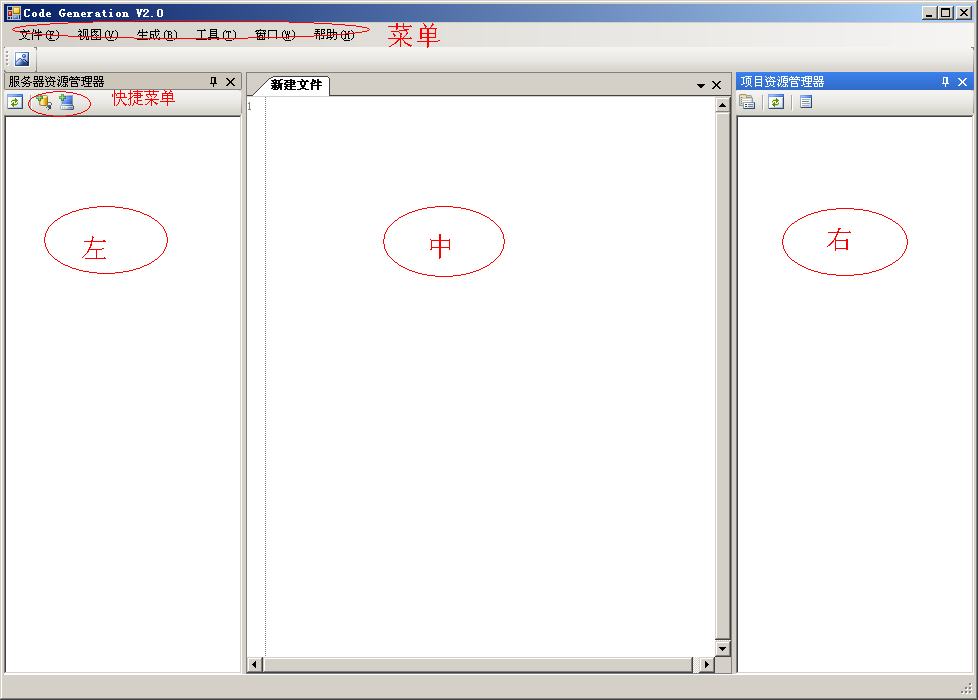 Code Generation V2.0
文件(F) 视图(V) 生成(B) 工具(T) 窗口(W) 帮助(H) 菜单
服务器资源管理器
新建文件
项目资源管理器
快捷菜单
1
左
中
右